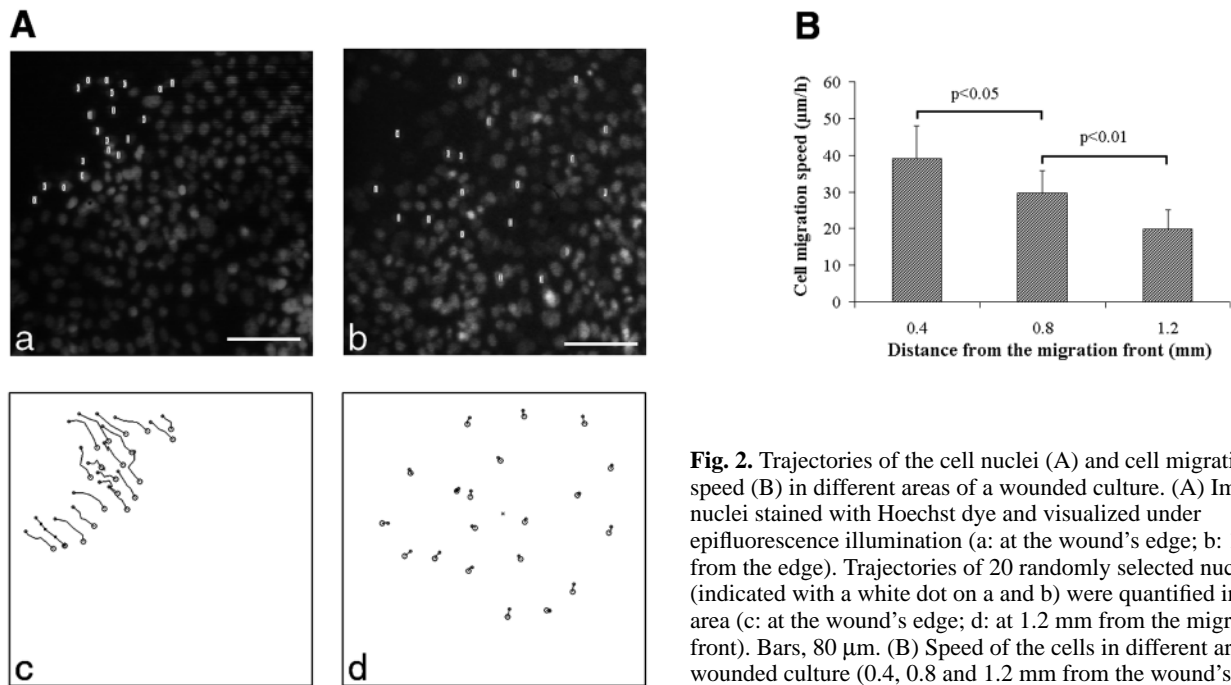 A
a
b
c
d
B
Cell migration speed (µm/h)
60
50
40
30
20
10
0
p<0.05
p<0.01
0.4
0.8
1.2
Distance from the migration front (mm)
Fig. 2. Trajectories of the cell nuclei (A) and cell migrati
speed (B) in different areas of a wounded culture. (A) Im
nuclei stained with Hoechst dye and visualized under
epifluorescence illumination (a: at the wound's edge; b:
from the edge). Trajectories of 20 randomly selected nuc
(indicated with a white dot on a and b) were quantified in
area (c: at the wound's edge; d: at 1.2 mm from the migra
front). Bars, 80 µm. (B) Speed of the cells in different ar
wounded culture (0.4, 0.8 and 1.2 mm from the wound's